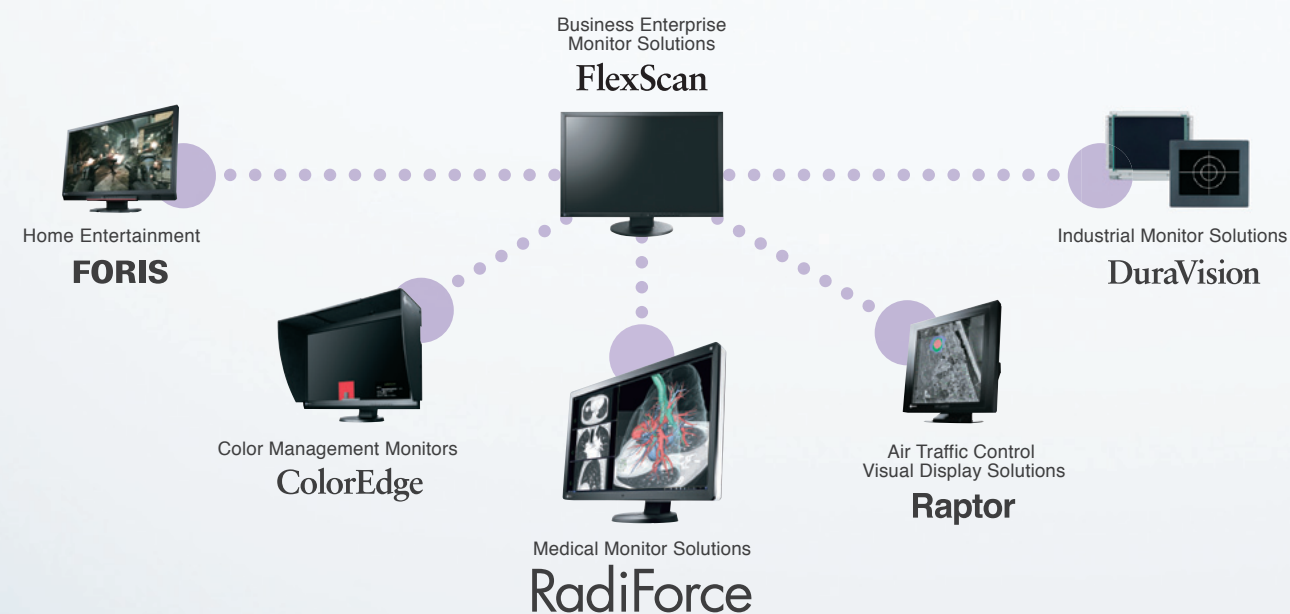 Business Enterprise
Monitor Solutions
FlexScan
Home Entertainment
FORIS
Industrial Monitor Solutions
DuraVision
Color Management Monitors
ColorEdge
Air Traffic Control
Visual Display Solutions
Raptor
Medical Monitor Solutions
RadiForce